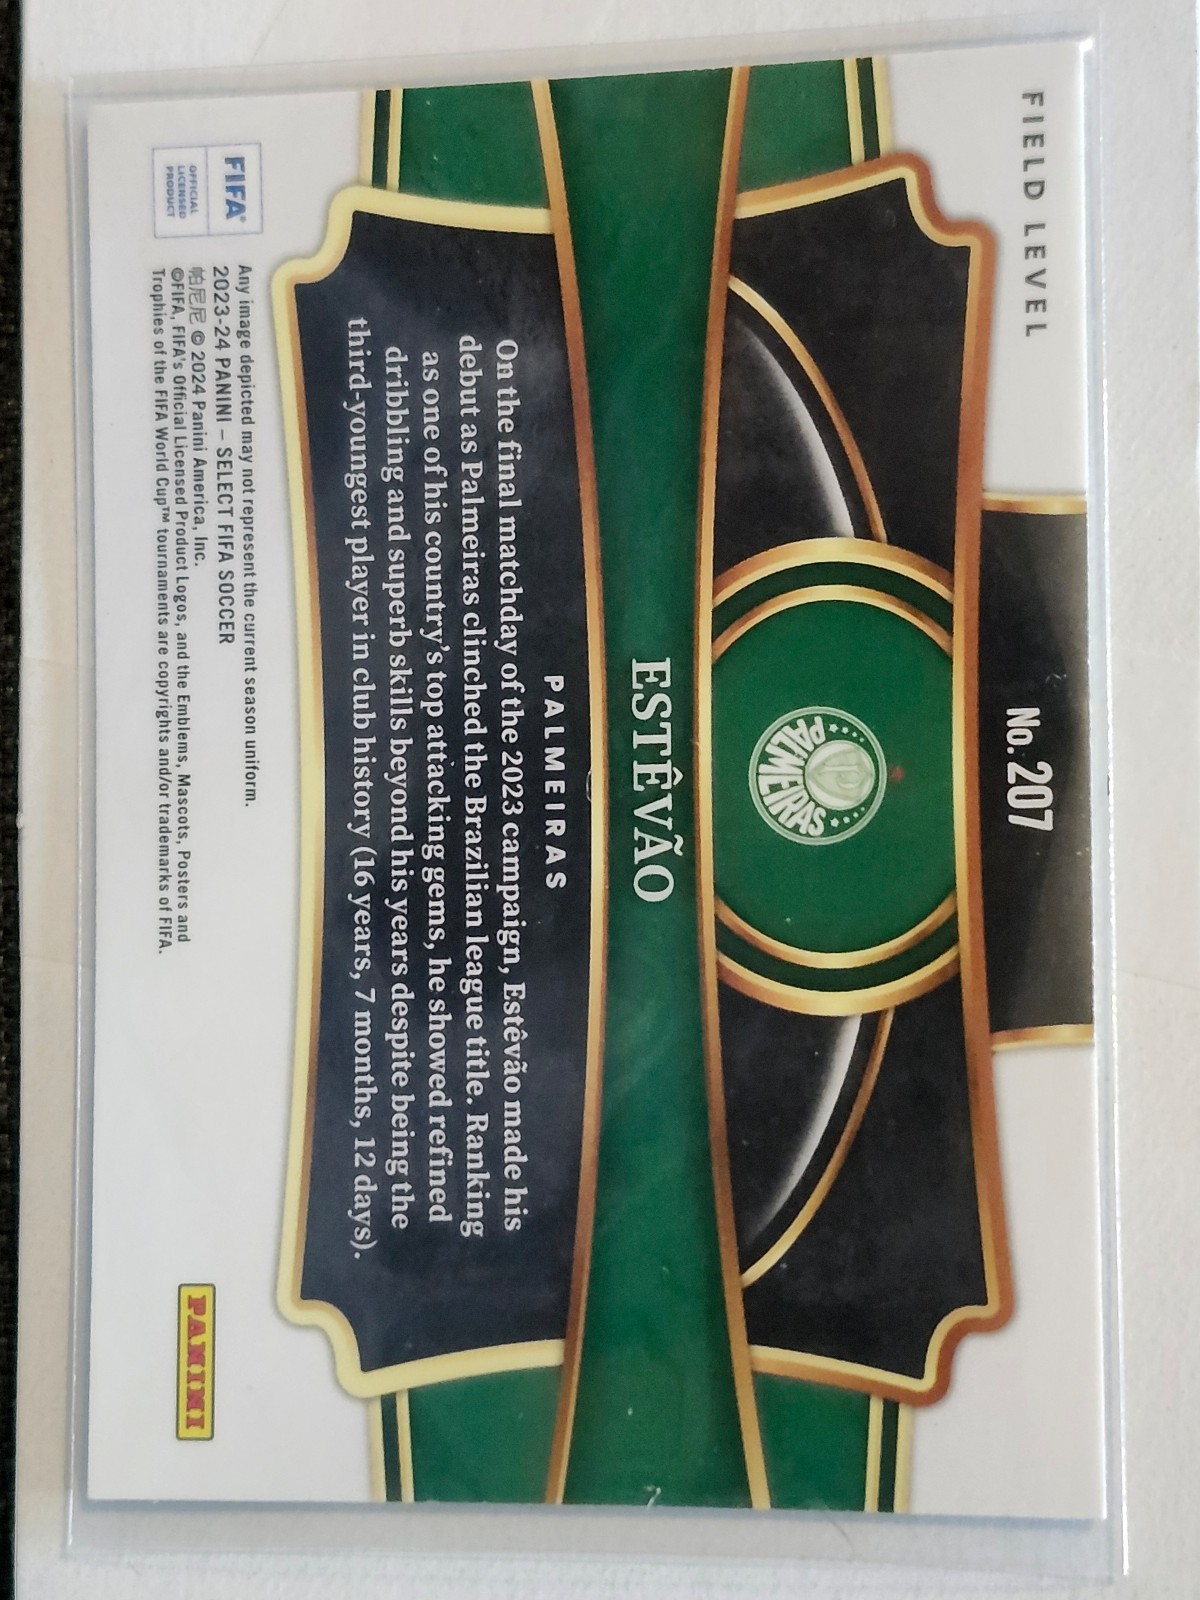 FIELD LEVEL
No. 207
PALMEIRAS
ESTÊVÃO
PALMEIRAS
On the final matchday of the 2023 campaign, Estêvão made his
debut as Palmeiras clinched the Brazilian league title. Ranking
as one of his country's top attacking gems, he showed refined
dribbling and superb skills beyond his years despite being the
third-youngest player in club history (16 years, 7 months, 12 days).
FIFA®
OFFICIAL
LICENSED
PRODUCT
Any image depicted may not represent the current season uniform.
2023-24 PANINI – SELECT FIFA SOCCER
帕尼尼 © 2024 Panini America, Inc.
©FIFA, FIFA's Official Licensed Product Logos, and the Emblems, Mascots, Posters and
Trophies of the FIFA World Cup™ tournaments are copyrights and/or trademarks of FIFA.
PANINI